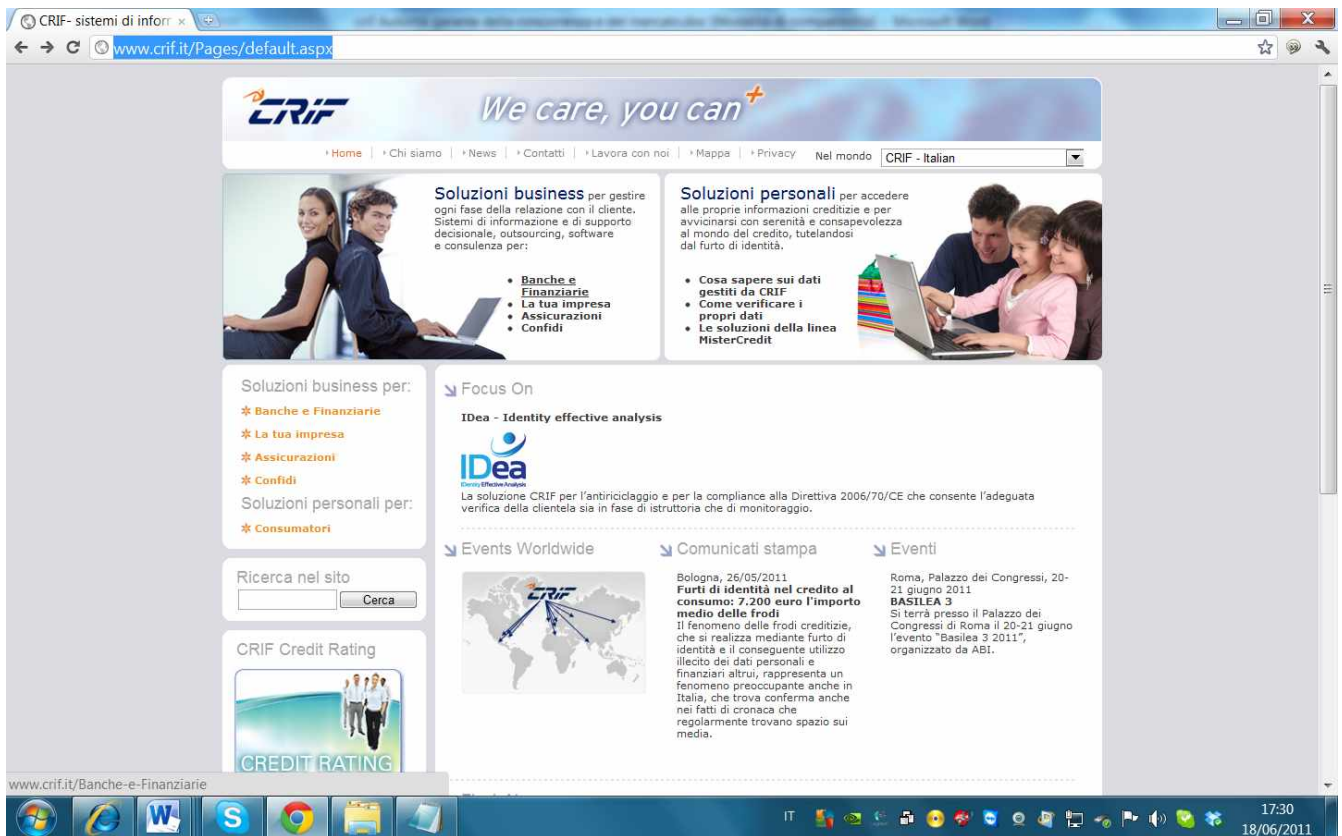 CRIF- sistemi di inforr
www.crif.it/Pages/default.aspx
CRIF
We care, you can+
Home
Chi siamo
News
Contatti
Lavora con noi
Mappa
Privacy
Nel mondo
CRIF - Italian
Soluzioni business per gestire
ogni fase della relazione con il cliente.
Sistemi di informazione e di supporto
decisionale, outsourcing, software
e consulenza per:
Banche e
Finanziarie
La tua impresa
Assicurazioni
Confidi
Soluzioni personali per accedere
alle proprie informazioni creditizie e per
avvicinarsi con serenità e consapevolezza
al mondo del credito, tutelandosi
dal furto di identità.
Cosa sapere sui dati
gestiti da CRIF
Come verificare i
propri dati
Le soluzioni della linea
MisterCredit
Soluzioni business per:
Banche e Finanziarie
La tua impresa
Assicurazioni
Confidi
Soluzioni personali per:
Consumatori
Ricerca nel sito
Cerca
CRIF Credit Rating
CREDIT RATING
Focus On
IDea - Identity effective analysis
IDea
IDentity Effective Analysis
La soluzione CRIF per l'antiriciclaggio e per la compliance alla Direttiva 2006/70/CE che consente l'adeguata
verifica della clientela sia in fase di istruttoria che di monitoraggio.
Events Worldwide
CRIF
Comunicati stampa
Bologna, 26/05/2011
Furti di identità nel credito al
consumo: 7.200 euro l'importo
medio delle frodi
Il fenomeno delle frodi creditizie,
che si realizza mediante furto di
identità e il conseguente utilizzo
illecito dei dati personali e
finanziari altrui, rappresenta un
fenomeno preoccupante anche in
Italia, che trova conferma anche
nei fatti di cronaca che
regolarmente trovano spazio sui
media.
Eventi
Roma, Palazzo dei Congressi, 20-
21 giugno 2011
BASILEA 3
Si terrà presso il Palazzo dei
Congressi di Roma il 20-21 giugno
l'evento "Basilea 3 2011",
organizzato da ABI.
www.crif.it/Banche-e-Finanziarie
IT
17:30
18/06/2011